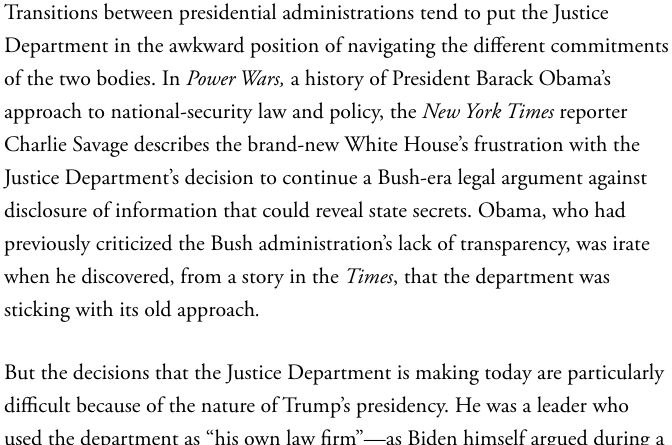 Transitions between presidential administrations tend to put the Justice
Department in the awkward position of navigating the different commitments
of the two bodies. In Power Wars, a history of President Barack Obama’s
approach to national-security law and policy, the New York Times reporter
Charlie Savage describes the brand-new White House’s frustration with the
Justice Department’s decision to continue a Bush-era legal argument against
disclosure of information that could reveal state secrets. Obama, who had
previously criticized the Bush administration’s lack of transparency, was irate
when he discovered, from a story in the Times, that the department was
sticking with its old approach.
But the decisions that the Justice Department is making today are particularly
difficult because of the nature of Trump’s presidency. He was a leader who
used the department as “his own law firm”—as Biden himself argued during a